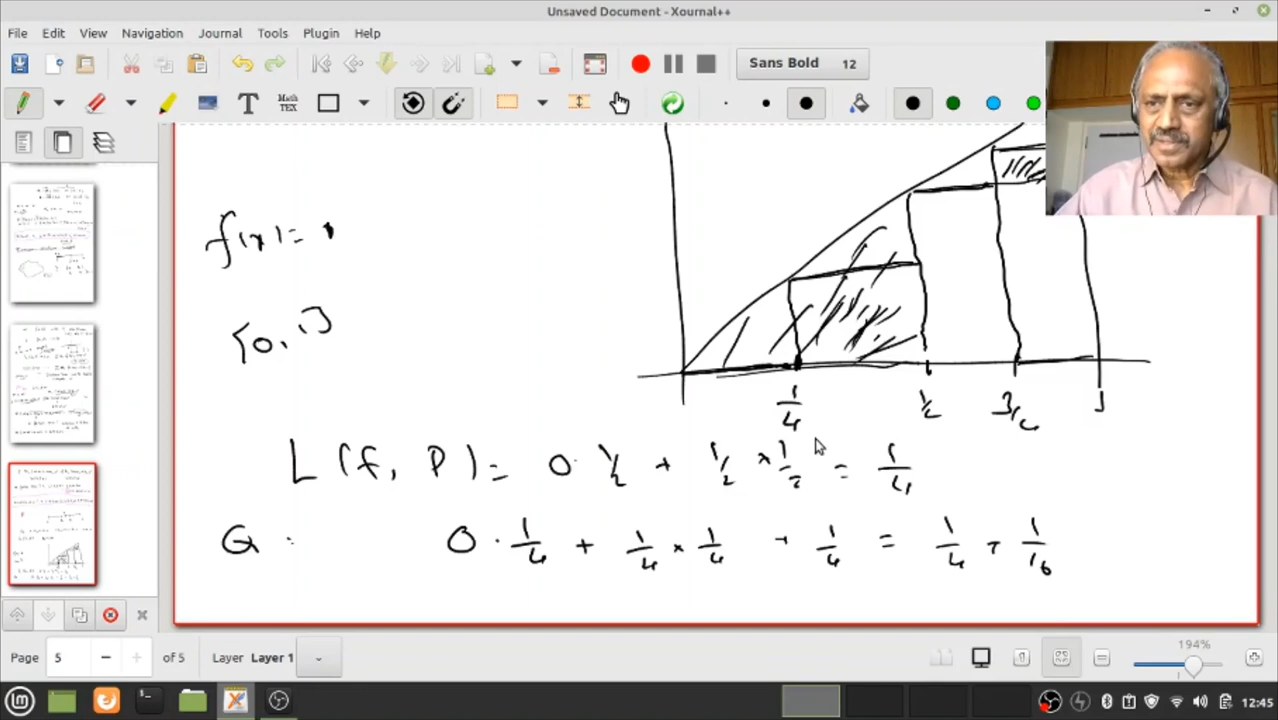 Unsaved Document - Xournal++
File Edit View Navigation Journal Tools Plugin Help
Sans Bold 12
Math
TEX
T
f(x) =
[0, 1]
1/4 1/2 3/4 1
L (f, P) = 0. 1/2 + 1/2 × 1/2 = 1/4
Q : 0 · 1/4 + 1/4 × 1/4 + 1/4 = 1/4 + 1/16
Page 5 of 5 Layer Layer 1 194%
12:45